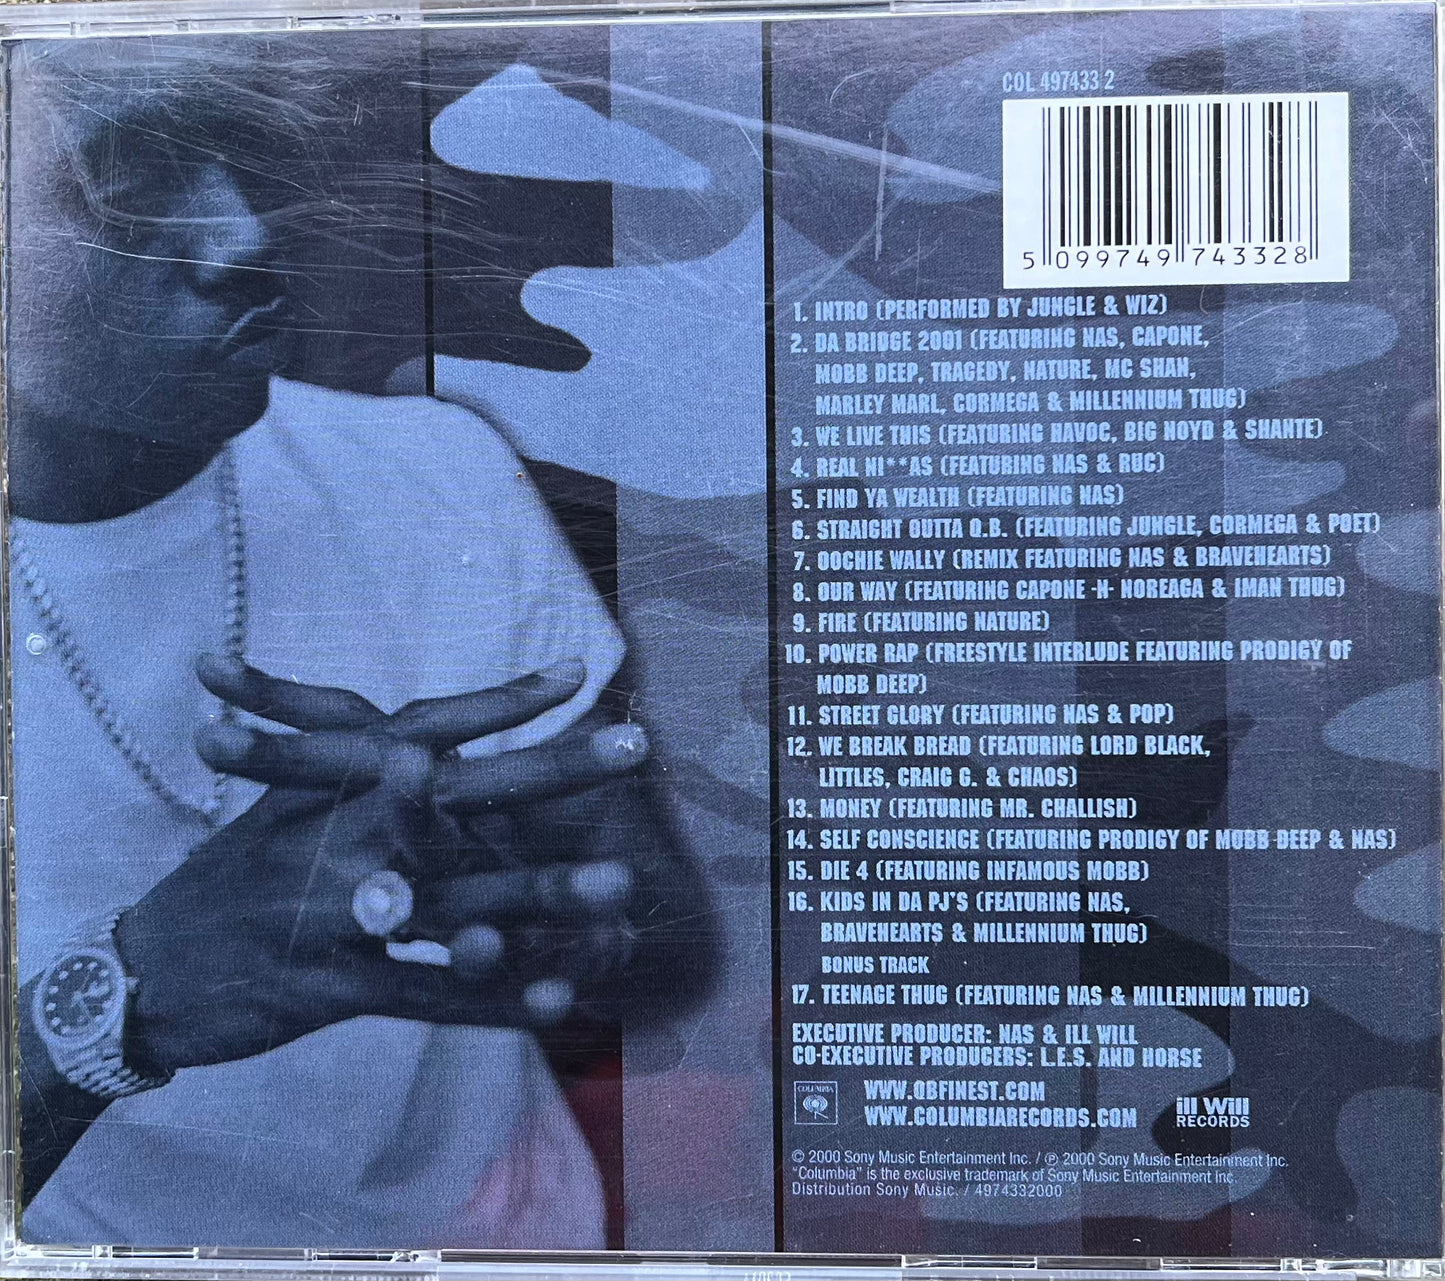 COL 497433 2
5 099749 743328
1. INTRO (PERFORMED BY JUNGLE & WIZ)
2. DA BRIDGE 2001 (FEATURING NAS, CAPONE,
MOBB DEEP, TRAGEDY, NATURE, MC SHAN,
MARLEY MARL, CORMEGA & MILLENNIUM THUG)
3. WE LIVE THIS (FEATURING HAVOC, BIG NOYD & SHANTE)
4. REAL NI**AS (FEATURING NAS & RUC)
5. FIND YA WEALTH (FEATURING NAS)
6. STRAIGHT OUTTA Q.B. (FEATURING JUNGLE, CORMEGA & POET)
7. OOCHIE WALLY (REMIX FEATURING NAS & BRAVEHEARTS)
8. OUR WAY (FEATURING CAPONE -N- NOREAGA & IMAN THUG)
9. FIRE (FEATURING NATURE)
10. POWER RAP (FREESTYLE INTERLUDE FEATURING PRODIGY OF
MOBB DEEP)
11. STREET GLORY (FEATURING NAS & POP)
12. WE BREAK BREAD (FEATURING LORD BLACK,
LITTLES, CRAIG G. & CHAOS)
13. MONEY (FEATURING MR. CHALLISH)
14. SELF CONSCIENCE (FEATURING PRODIGY OF MOBB DEEP & NAS)
15. DIE 4 (FEATURING INFAMOUS MOBB)
16. KIDS IN DA PJ'S (FEATURING NAS,
BRAVEHEARTS & MILLENNIUM THUG)
BONUS TRACK
17. TEENAGE THUG (FEATURING NAS & MILLENNIUM THUG)
EXECUTIVE PRODUCER: NAS & ILL WILL
CO-EXECUTIVE PRODUCERS: L.E.S. AND HORSE
COLUMBIA
WWW.QBFINEST.COM
WWW.COLUMBIARECORDS.COM
ill Will
RECORDS
© 2000 Sony Music Entertainment Inc. / ℗ 2000 Sony Music Entertainment Inc.
"Columbia" is the exclusive trademark of Sony Music Entertainment Inc.
Distribution Sony Music. / 4974332000